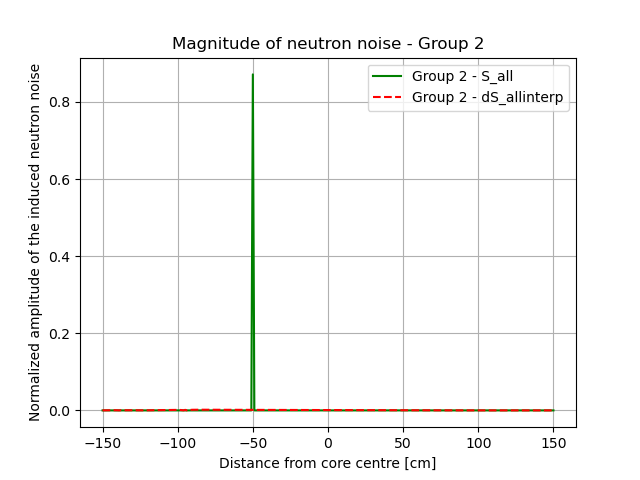 Magnitude of neutron noise - Group 2
Group 2 - S_all
Group 2 - dS_allinterp
Normalized amplitude of the induced neutron noise
0.8
0.6
0.4
0.2
0.0
−150
−100
−50
0
50
100
150
Distance from core centre [cm]